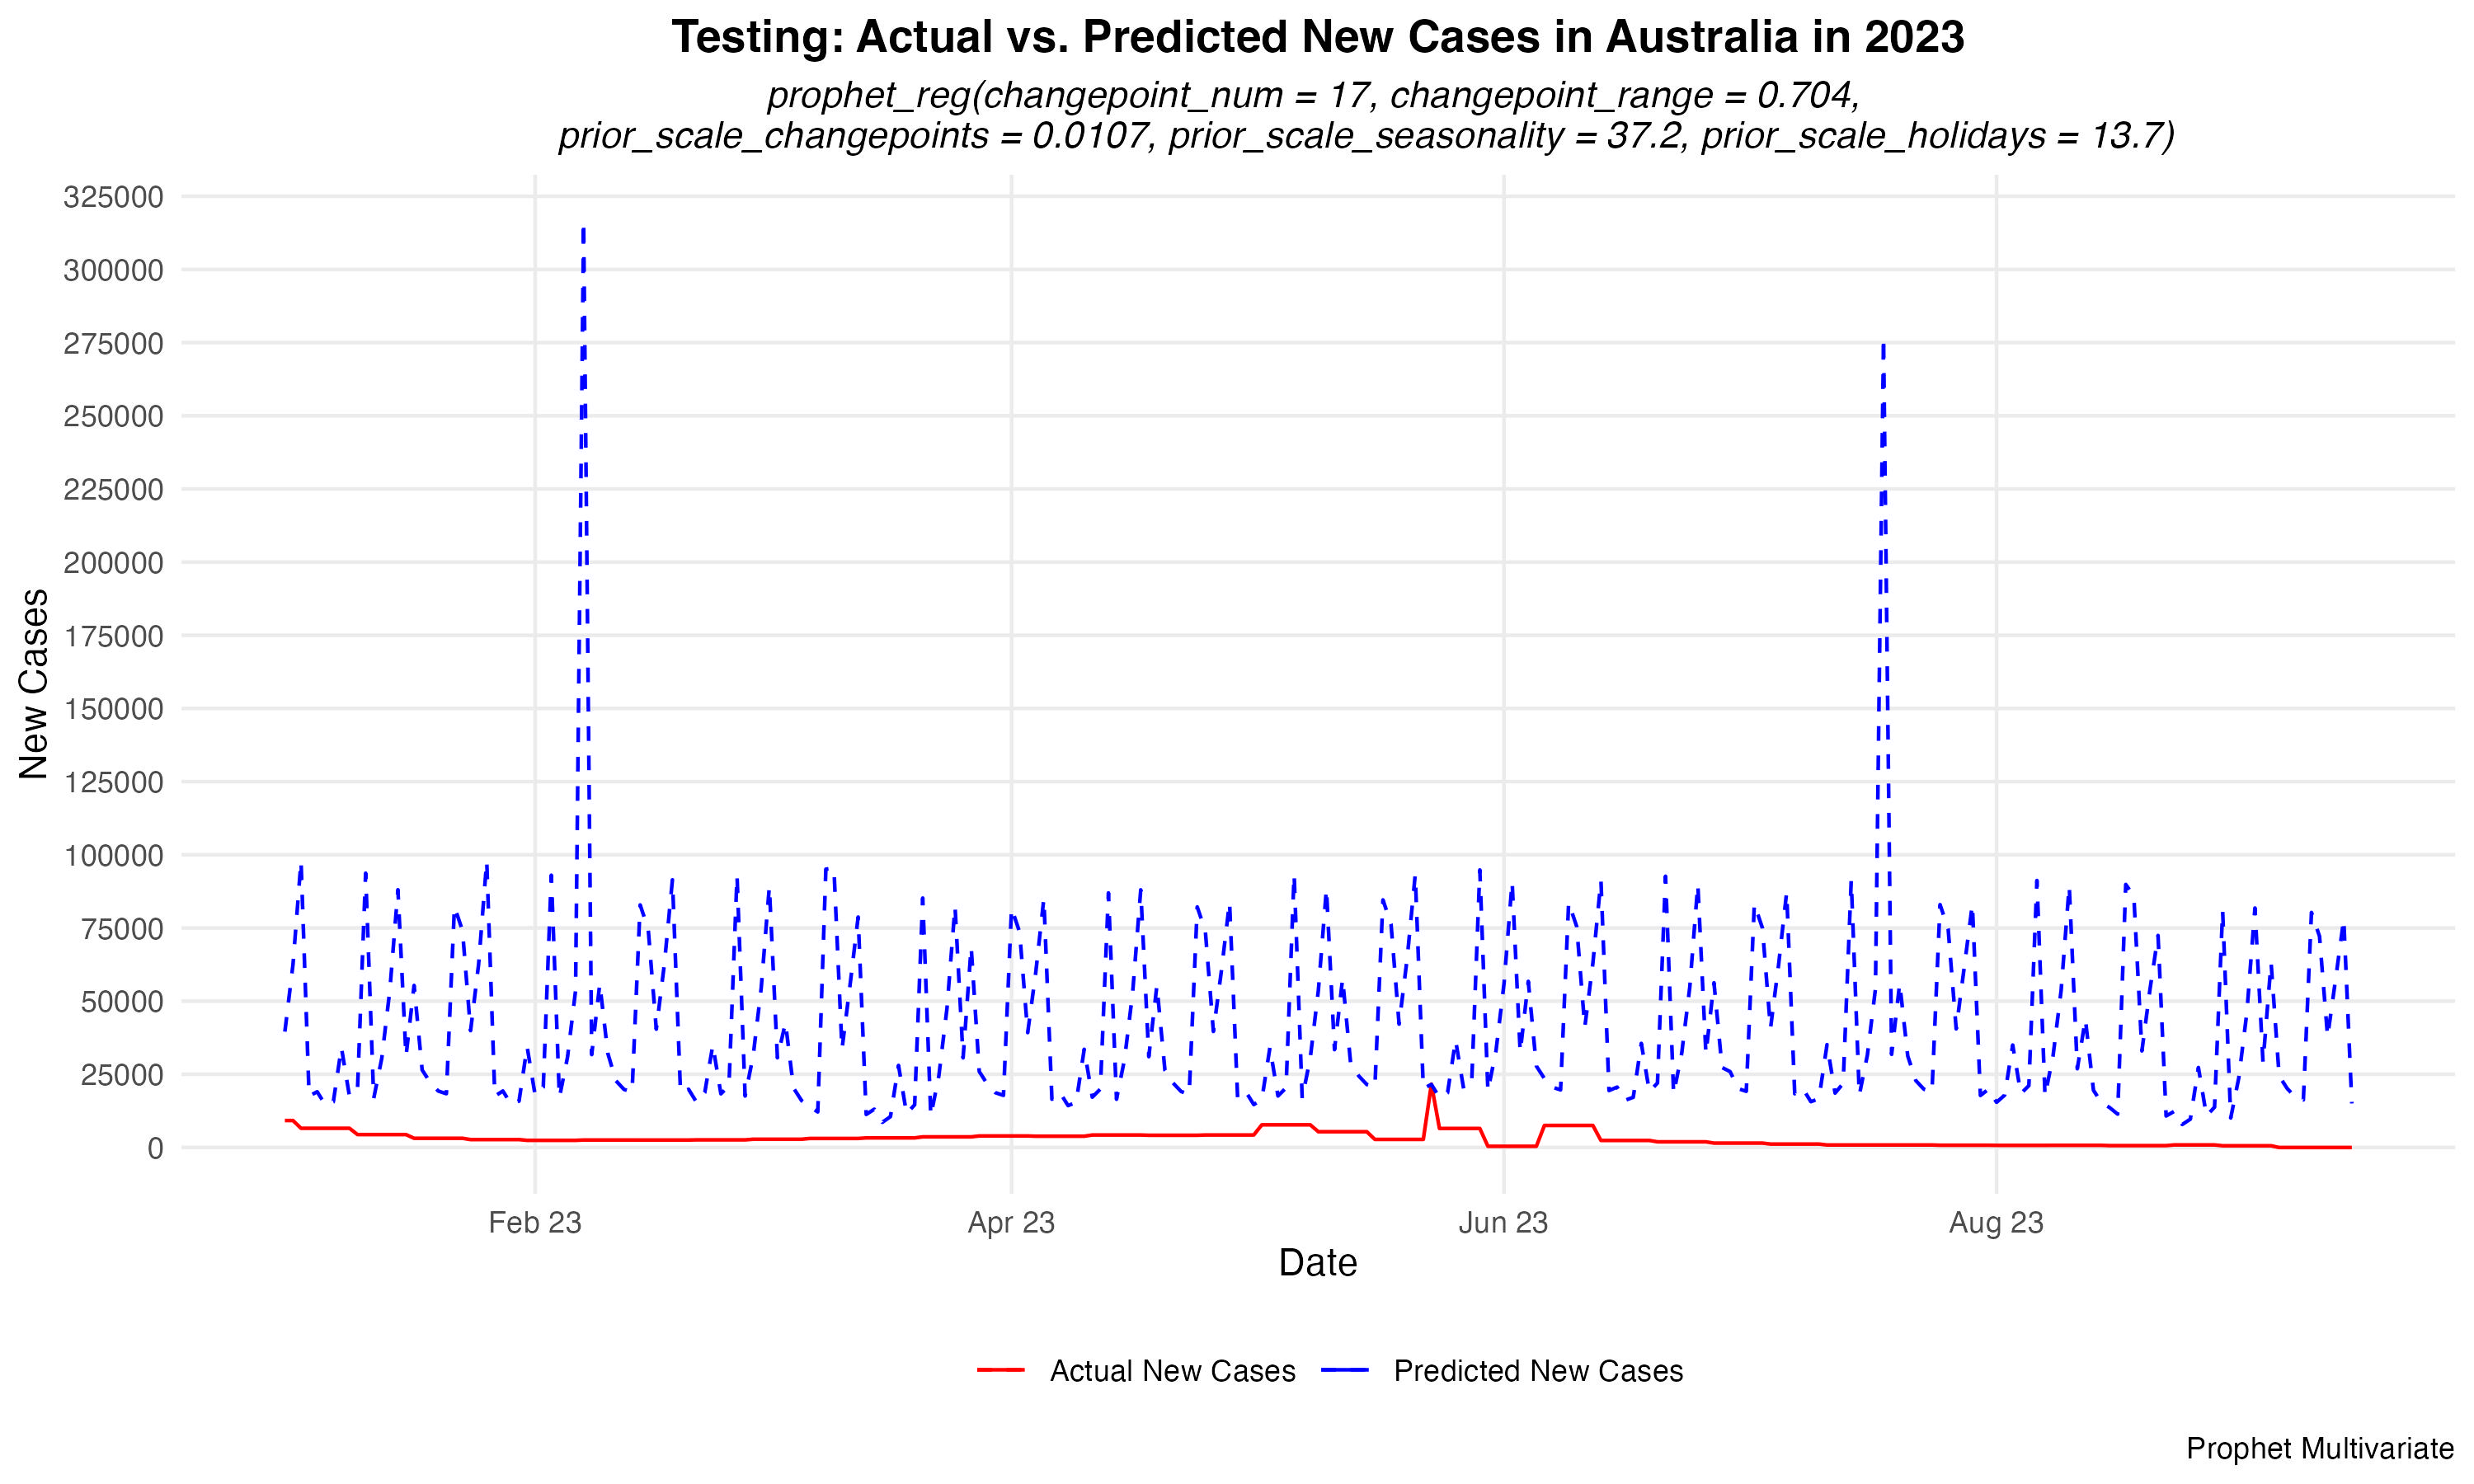 Testing: Actual vs. Predicted New Cases in Australia in 2023
prophet_reg(changepoint_num = 17, changepoint_range = 0.704,
prior_scale_changepoints = 0.0107, prior_scale_seasonality = 37.2, prior_scale_holidays = 13.7)
New Cases
325000
300000
275000
250000
225000
200000
175000
150000
125000
100000
75000
50000
25000
0
Feb 23 Apr 23 Jun 23 Aug 23
Date
Actual New Cases Predicted New Cases
Prophet Multivariate